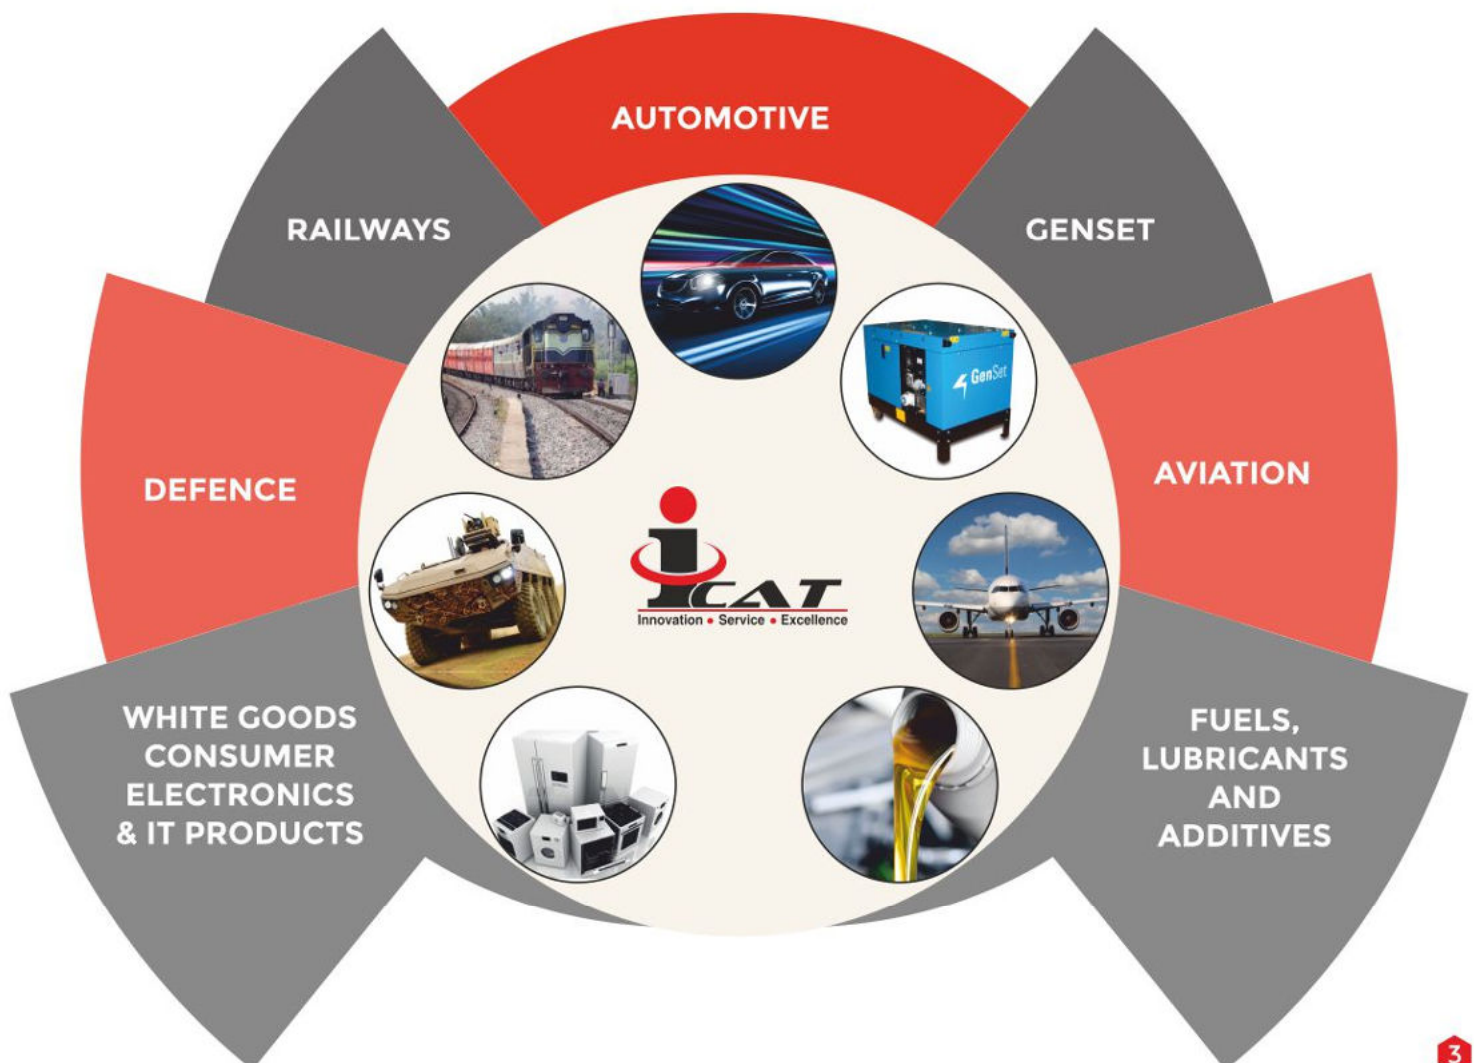 AUTOMOTIVE
RAILWAYS
GENSET
GenSet
DEFENCE
AVIATION
iCAT
Innovation • Service • Excellence
WHITE GOODS
CONSUMER
ELECTRONICS
& IT PRODUCTS
FUELS,
LUBRICANTS
AND
ADDITIVES
3